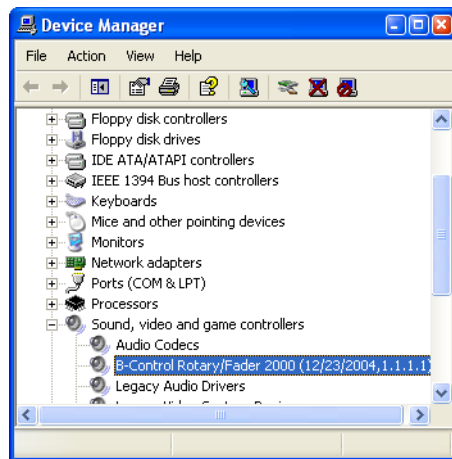 Device Manager
File Action View Help
Floppy disk controllers
Floppy disk drives
IDE ATA/ATAPI controllers
IEEE 1394 Bus host controllers
Keyboards
Mice and other pointing devices
Monitors
Network adapters
Ports (COM & LPT)
Processors
Sound, video and game controllers
Audio Codecs
B-Control Rotary/Fader 2000 (12/23/2004,1.1.1.1)
Legacy Audio Drivers